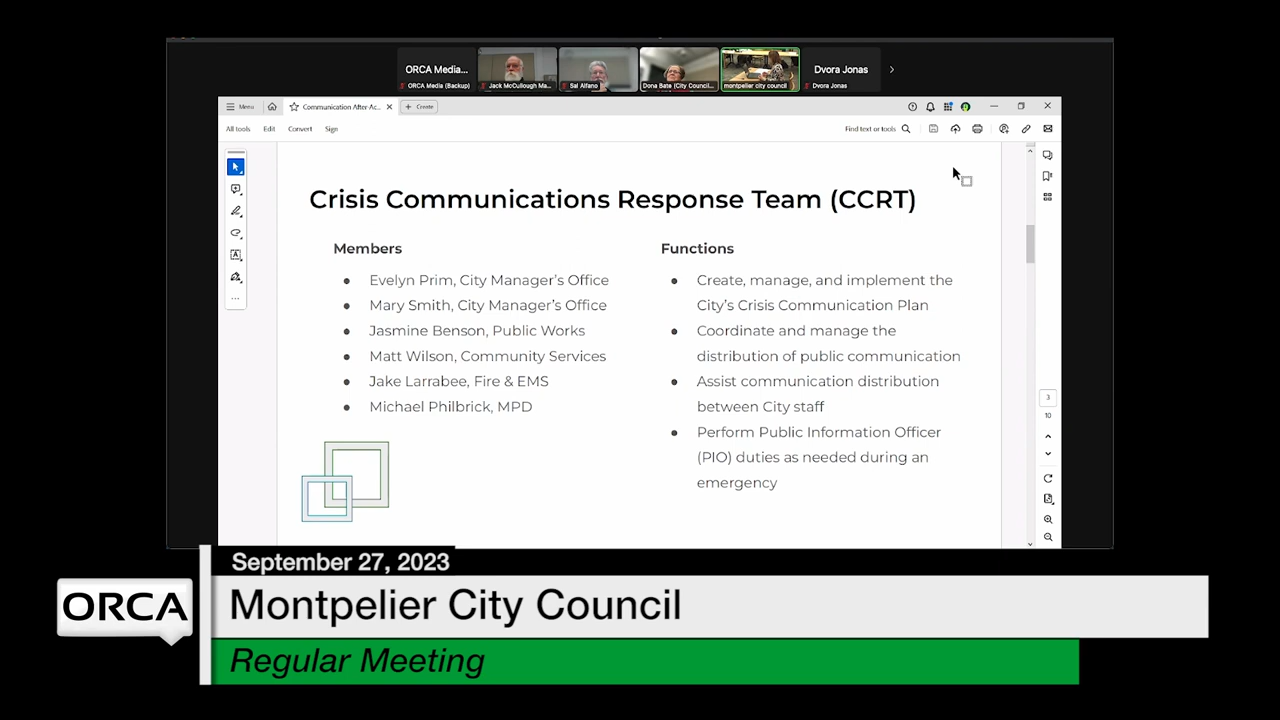 ORCA Media...
Dvora Jonas
ORCA Media (Backup)
Jack McCullough Ma...
Sal Alfano
Dona Bate (City Council...
montpelier city council
Dvora Jonas
Menu
Communication After-Ac...
Create
All tools
Edit
Convert
Sign
Find text or tools
Crisis Communications Response Team (CCRT)
Members
Evelyn Prim, City Manager's Office
Mary Smith, City Manager's Office
Jasmine Benson, Public Works
Matt Wilson, Community Services
Jake Larrabee, Fire & EMS
Michael Philbrick, MPD
Functions
Create, manage, and implement the
City's Crisis Communication Plan
Coordinate and manage the
distribution of public communication
Assist communication distribution
between City staff
Perform Public Information Officer
(PIO) duties as needed during an
emergency
3
10
September 27, 2023
ORCA
Montpelier City Council
Regular Meeting